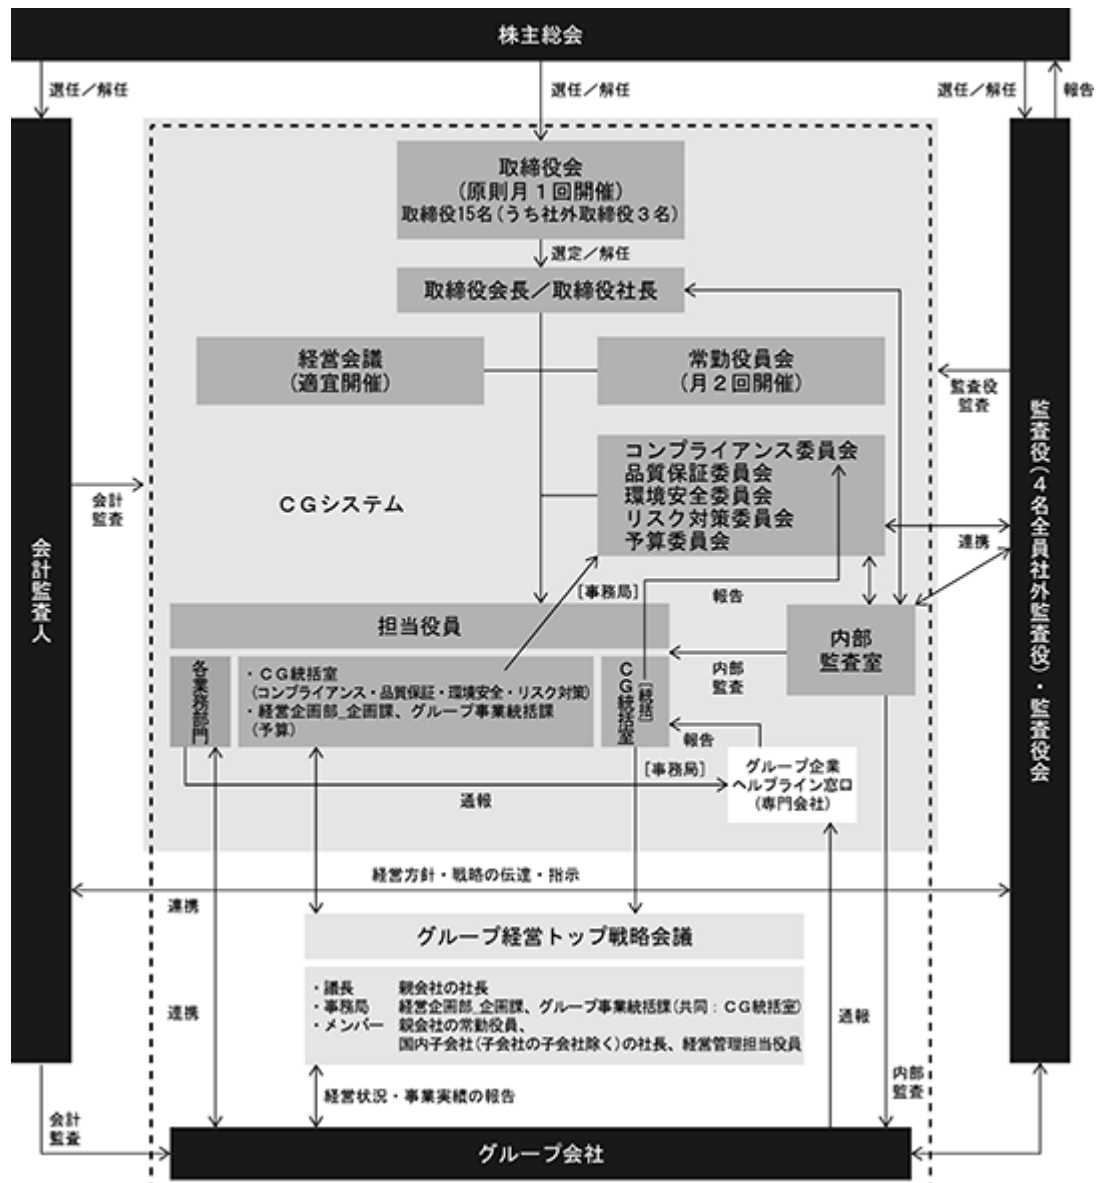 株主総会
選任／解任
選任／解任
選任／解任
報告
取締役会
(原則月１回開催)
取締役15名(うち社外取締役３名)
選定／解任
取締役会長／取締役社長
経営会議
(適宜開催)
常勤役員会
(月２回開催)
監査役
監査
コンプライアンス委員会
品質保証委員会
環境安全委員会
リスク対策委員会
予算委員会
ＣＧシステム
会計
監査
連携
会計監査人
監査役(４名全員社外監査役)・監査役会
[事務局]
報告
担当役員
内部
監査室
各業務部門
・ＣＧ統括室
(コンプライアンス・品質保証・環境安全・リスク対策)
・経営企画部_企画課、グループ事業統括課
(予算)
ＣＧ統括室
[統括]
内部
監査
報告
[事務局]
グループ企業
ヘルプライン窓口
(専門会社)
通報
経営方針・戦略の伝達・指示
連携
グループ経営トップ戦略会議
・議長　親会社の社長
・事務局　経営企画部_企画課、グループ事業統括課(共同：ＣＧ統括室)
・メンバー　親会社の常勤役員、
国内子会社(子会社の子会社除く)の社長、経営管理担当役員
連携
通報
経営状況・事業実績の報告
内部
監査
会計
監査
グループ会社